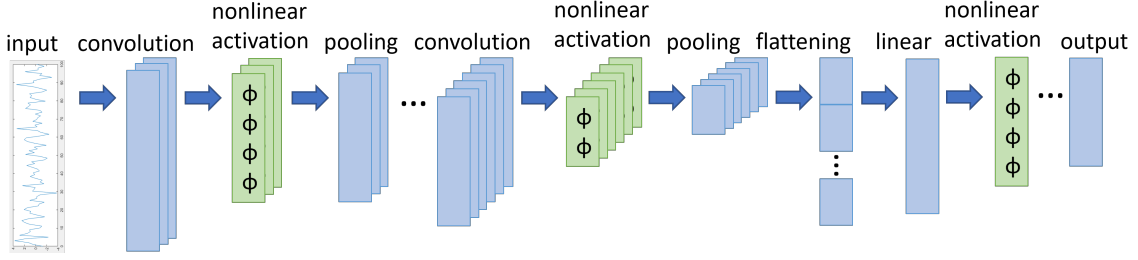 input
convolution
nonlinear
activation
pooling
convolution
nonlinear
activation
pooling
flattening
linear
nonlinear
activation
output
ϕ
ϕ
ϕ
ϕ
...
ϕ
ϕ
ϕ
ϕ
ϕ
ϕ
...